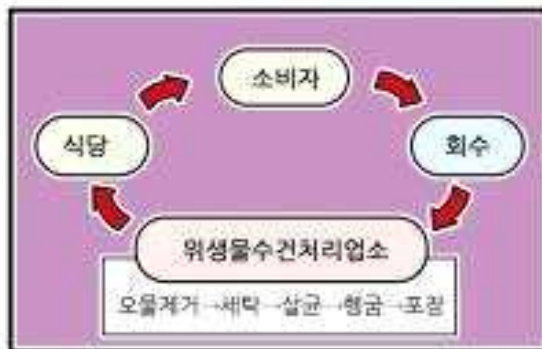 소비자
식당
회수
위생물수건처리업소
오물제거→세탁→살균→헹굼→포장